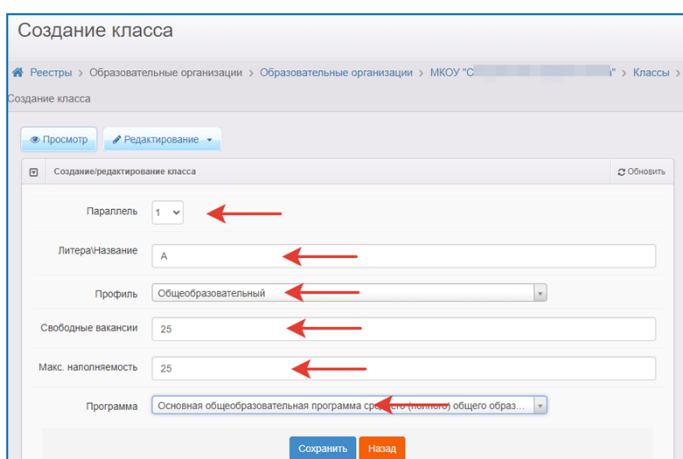 Создание класса
Реестры > Образовательные организации > Образовательные организации > МКОУ "С " > Классы >
Создание класса
Просмотр Редактирование
Создание/редактирование класса Обновить
Параллель 1
Литера\Название А
Профиль Общеобразовательный
Свободные вакансии 25
Макс. наполняемость 25
Программа Основная общеобразовательная программа среднего (полного) общего образ...
Сохранить Назад